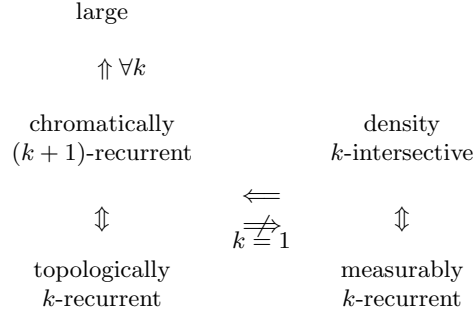 large
⇑ ∀k
chromatically
(k + 1)-recurrent
density
k-intersective
⇐
⇕
⇏
k = 1
⇕
topologically
k-recurrent
measurably
k-recurrent